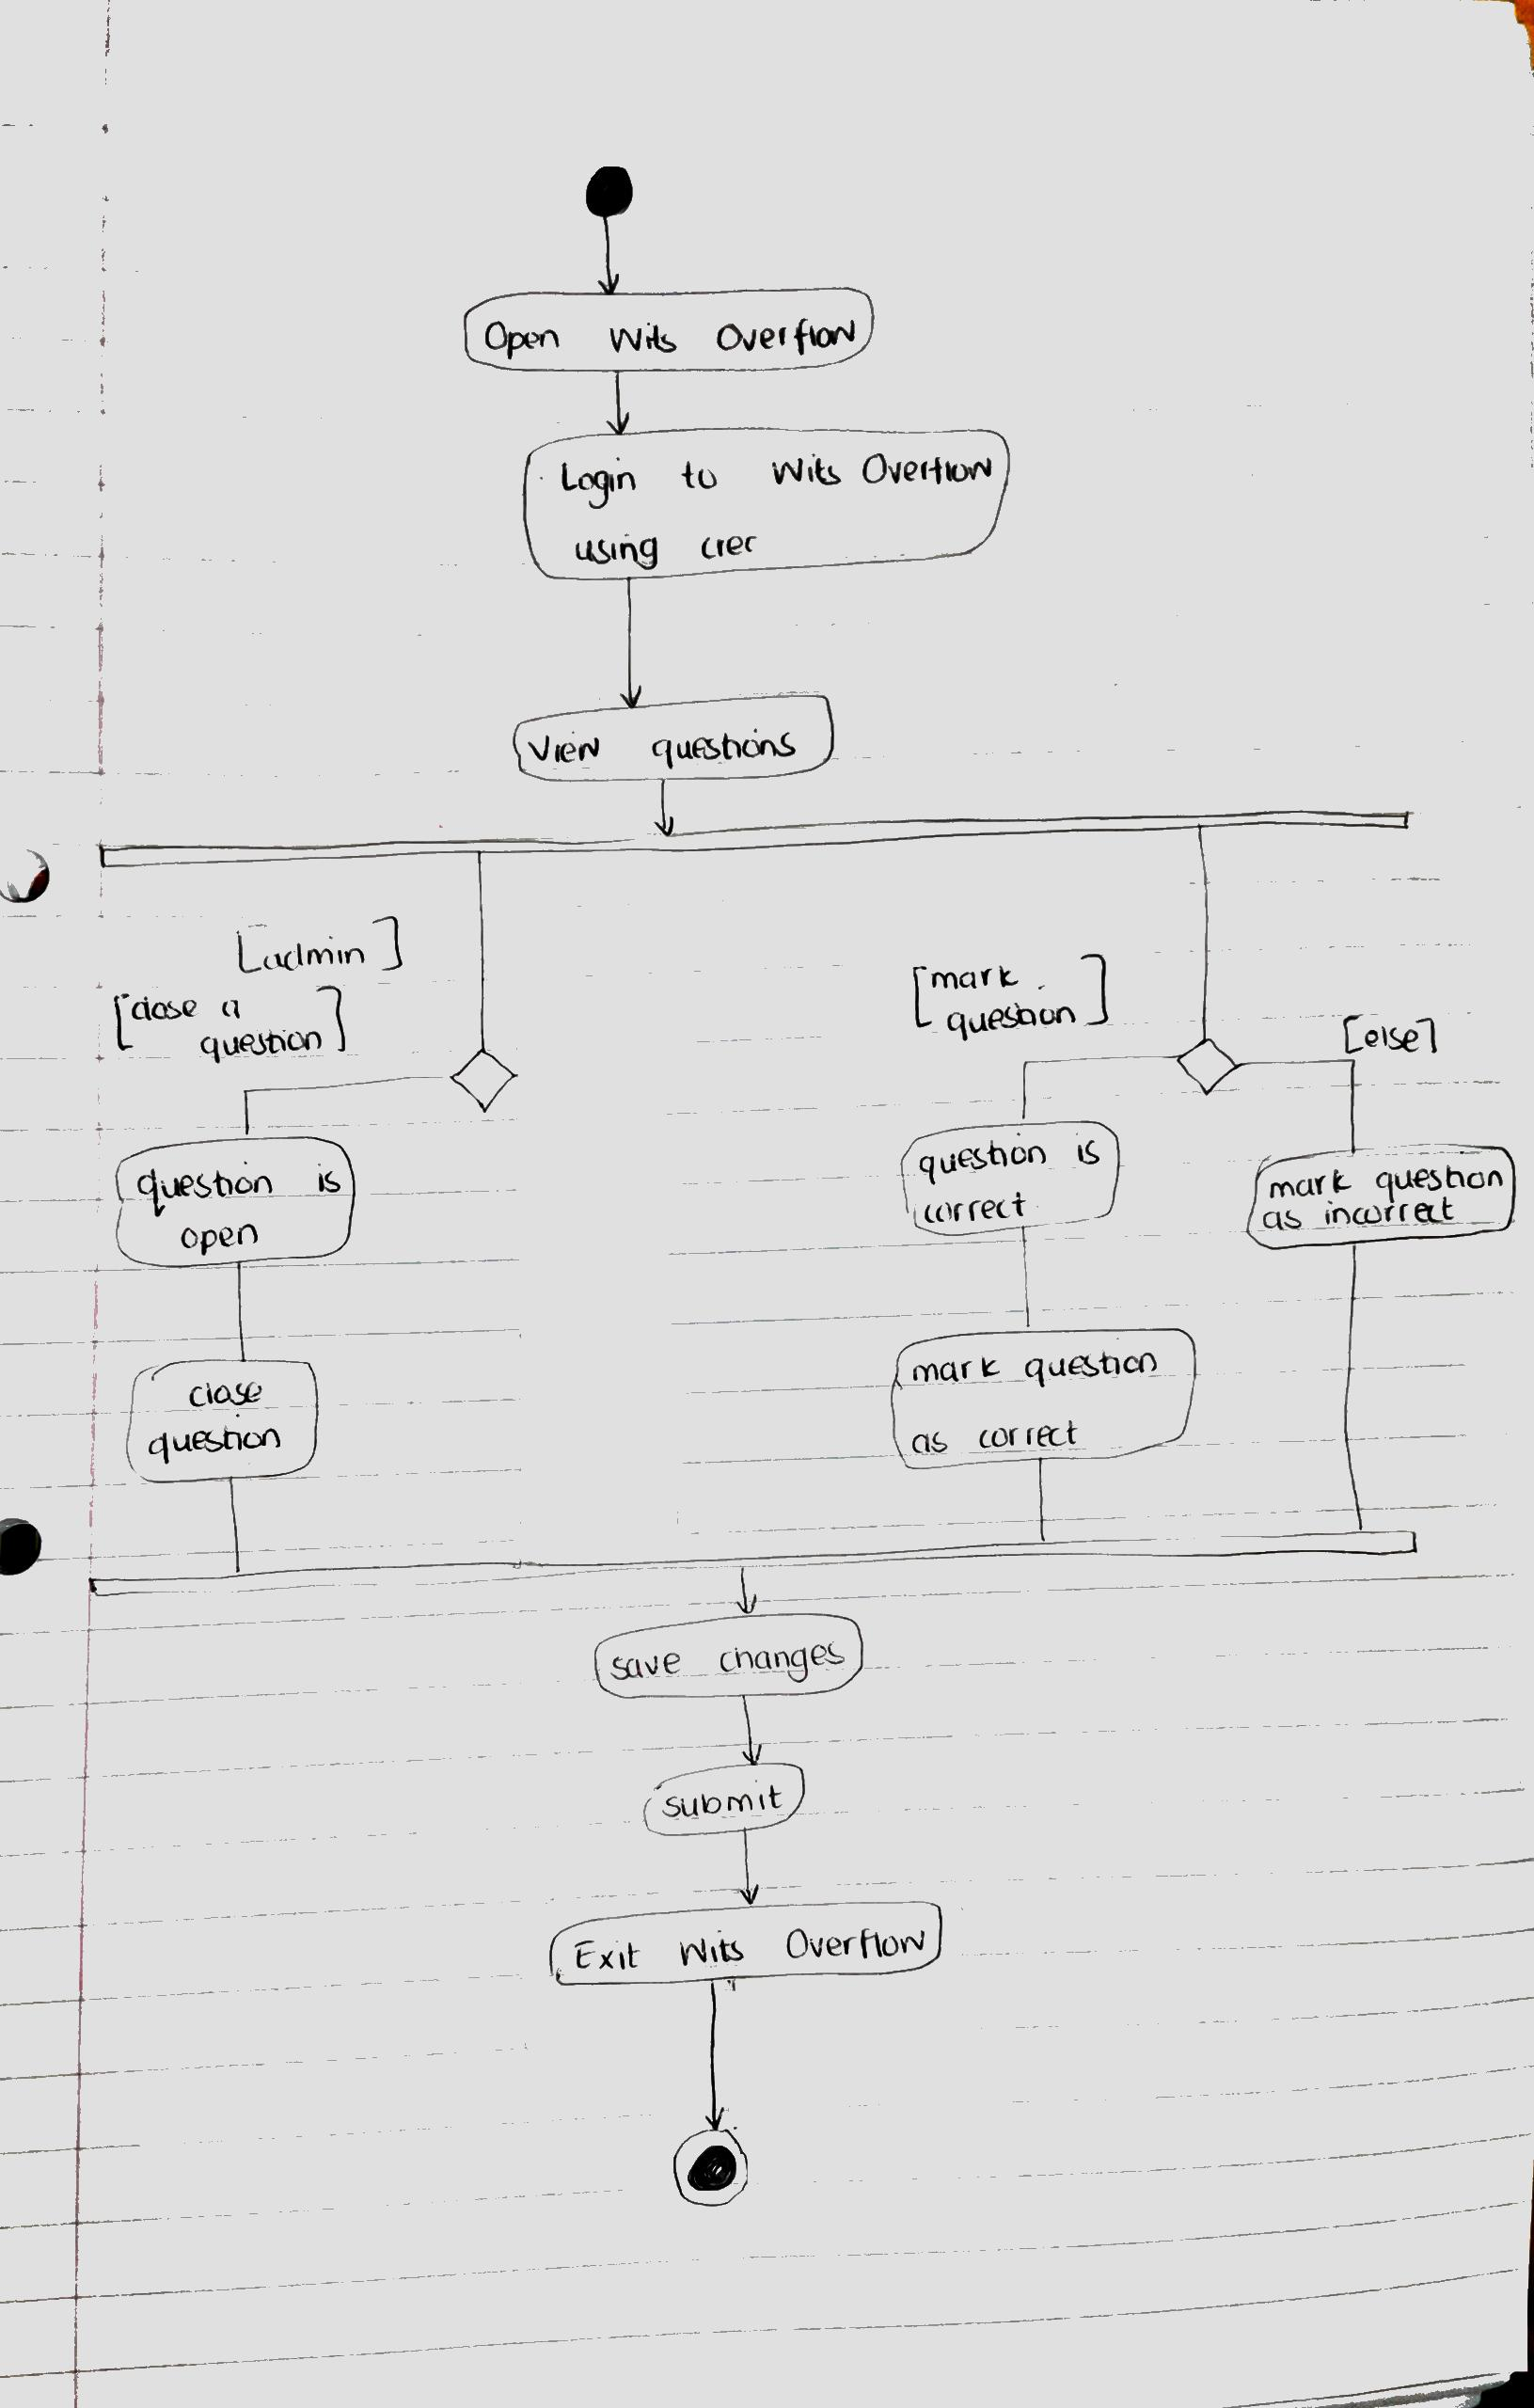 Open Wits Overflow
Login to Wits Overflow
using crec
View questions
[admin]
[close a
question]
[mark
question]
[else]
question is
open
question is
correct
mark question
as incorrect
close
question
mark question
as correct
save changes
submit
Exit Wits Overflow